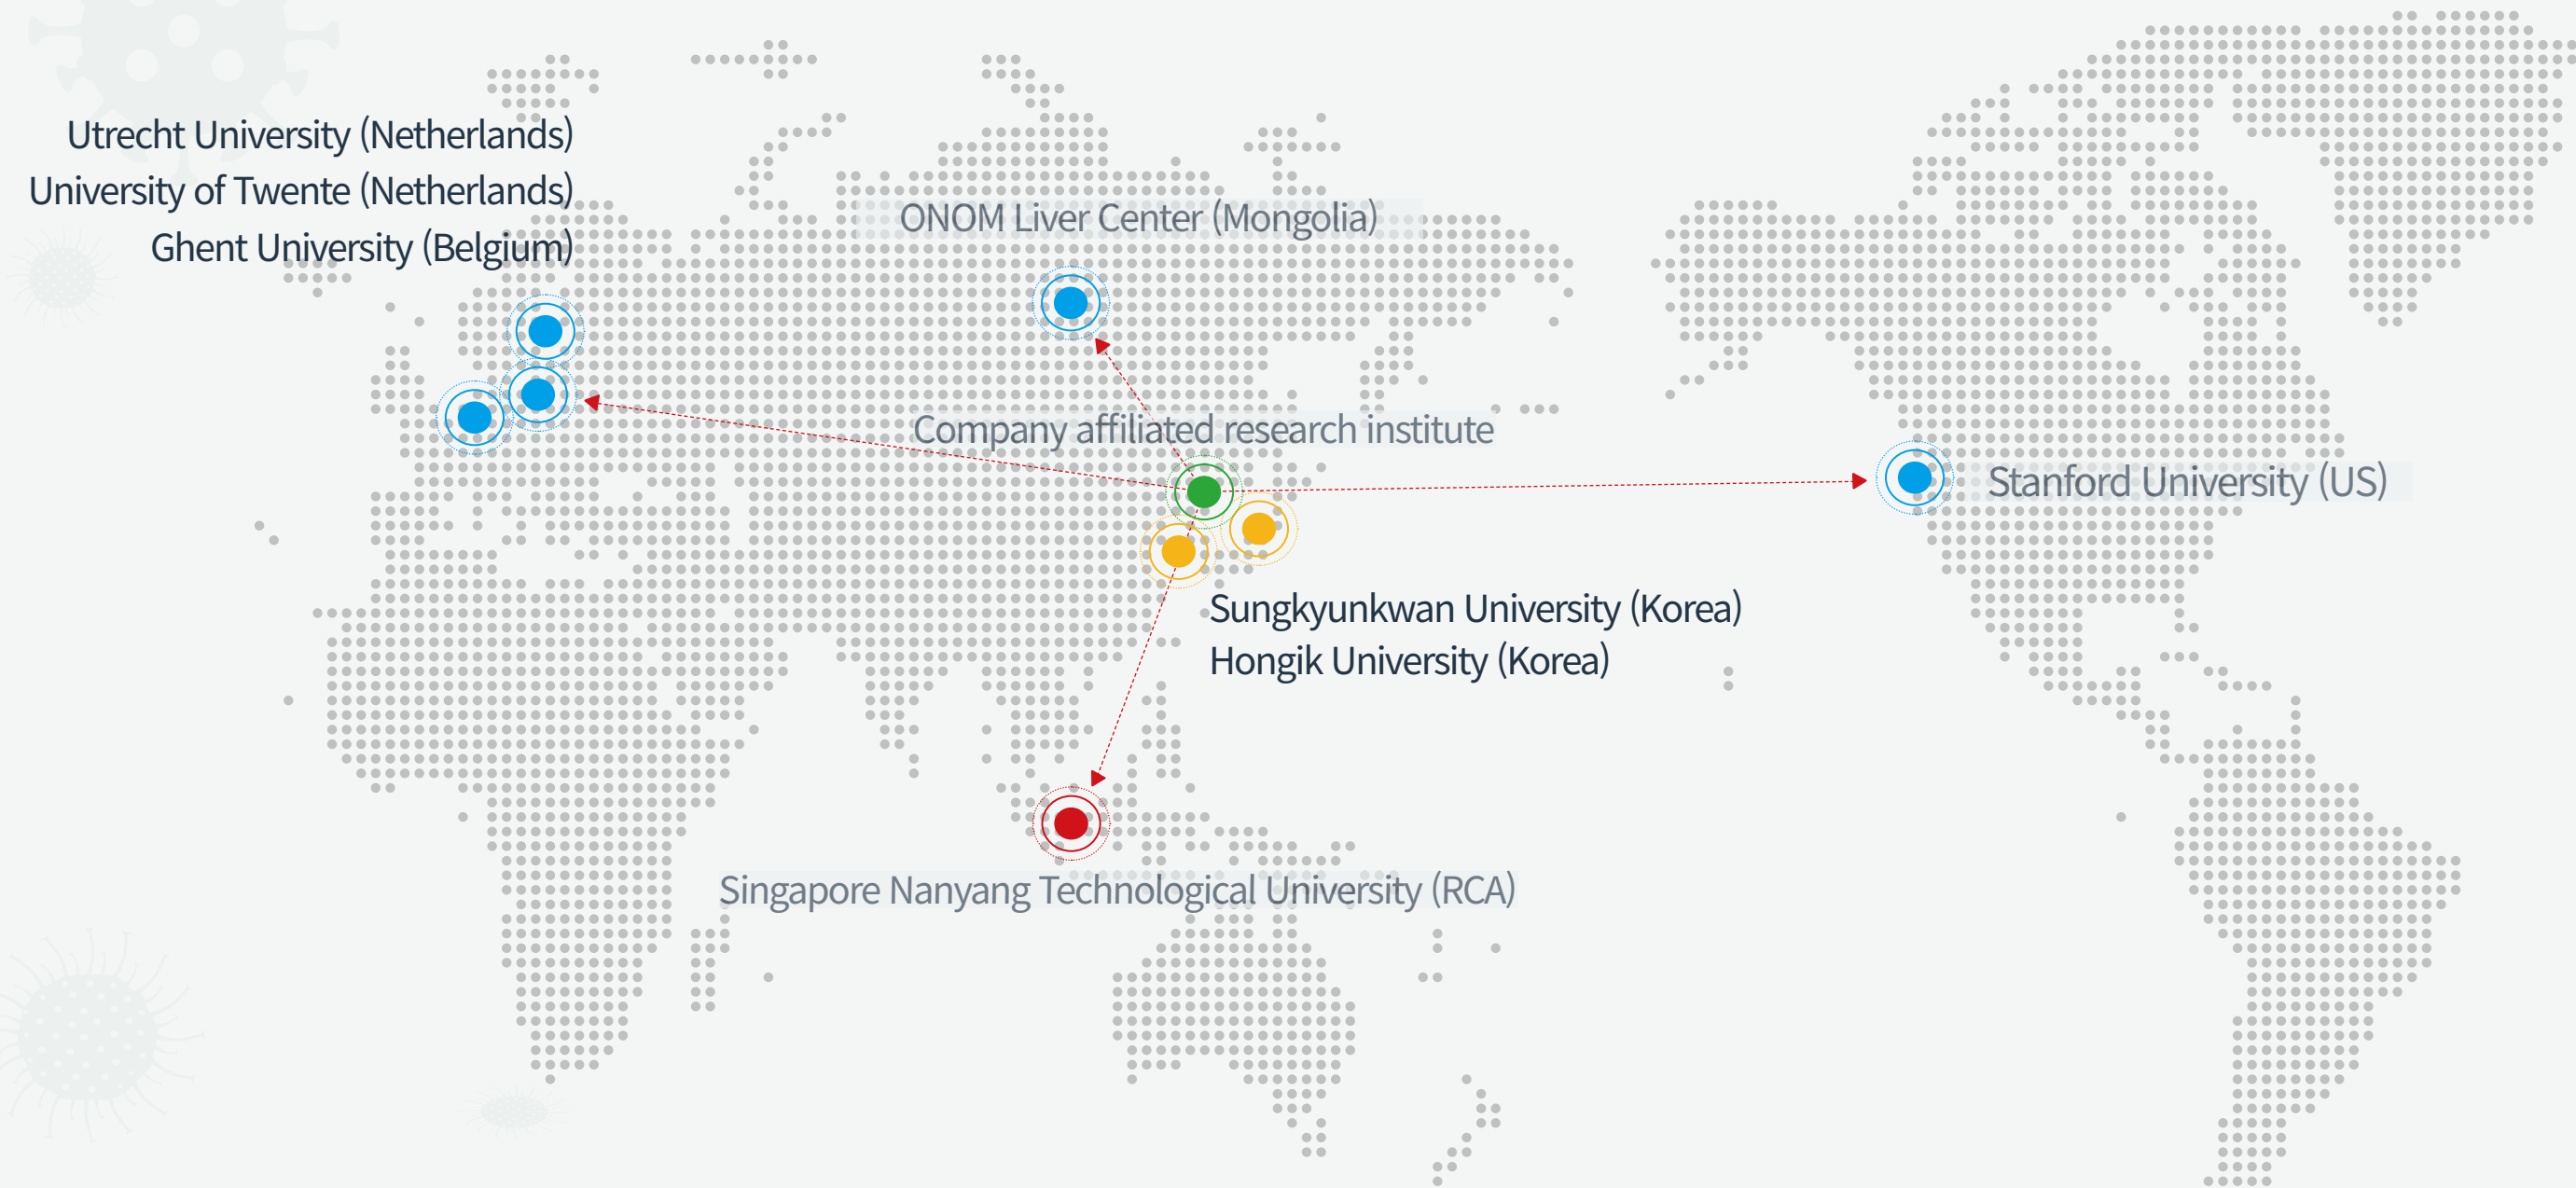 Utrecht University (Netherlands)
University of Twente (Netherlands)
Ghent University (Belgium)
ONOM Liver Center (Mongolia)
Company affiliated research institute
Stanford University (US)
Sungkyunkwan University (Korea)
Hongik University (Korea)
Singapore Nanyang Technological University (RCA)